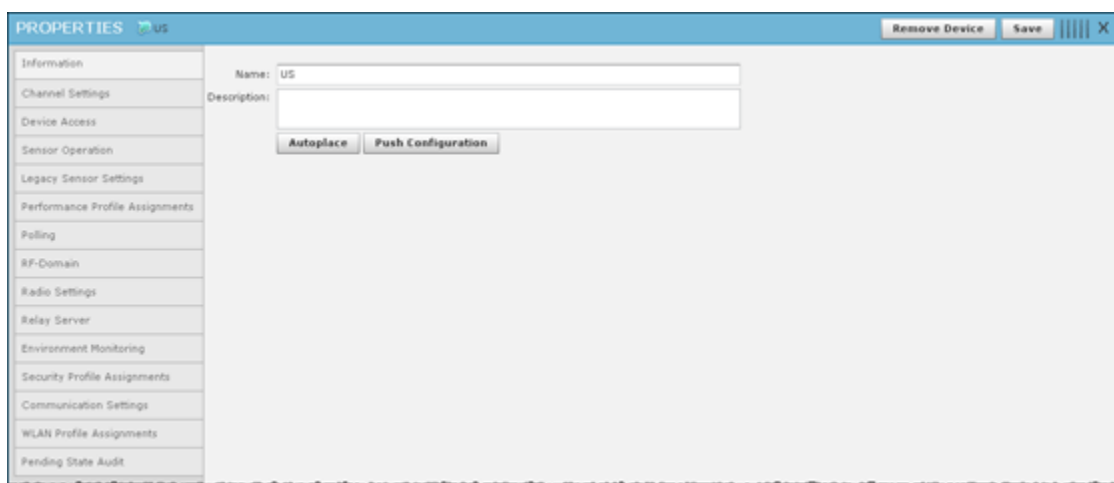 PROPERTIES US Remove Device Save X
Information
Channel Settings
Device Access
Sensor Operation
Legacy Sensor Settings
Performance Profile Assignments
Polling
RF-Domain
Radio Settings
Relay Server
Environment Monitoring
Security Profile Assignments
Communication Settings
WLAN Profile Assignments
Pending State Audit
Name: US
Description:
Autoplace Push Configuration